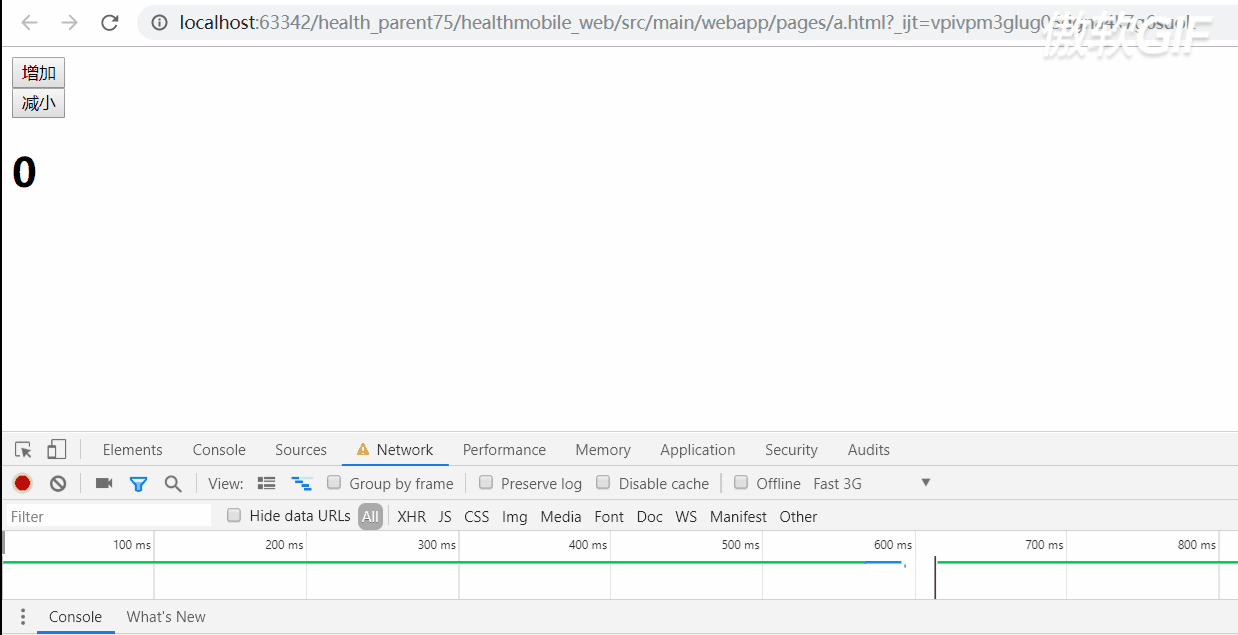 localhost:63342/health_parent75/healthmobile_web/src/main/webapp/pages/a.html?_ijt=vpivpm3glug0
傲软GIF
增加
减小
0
Elements Console Sources Network Performance Memory Application Security Audits
View: Group by frame Preserve log Disable cache Offline Fast 3G
Filter Hide data URLs All XHR JS CSS Img Media Font Doc WS Manifest Other
100 ms 200 ms 300 ms 400 ms 500 ms 600 ms 700 ms 800 ms
Console What's New